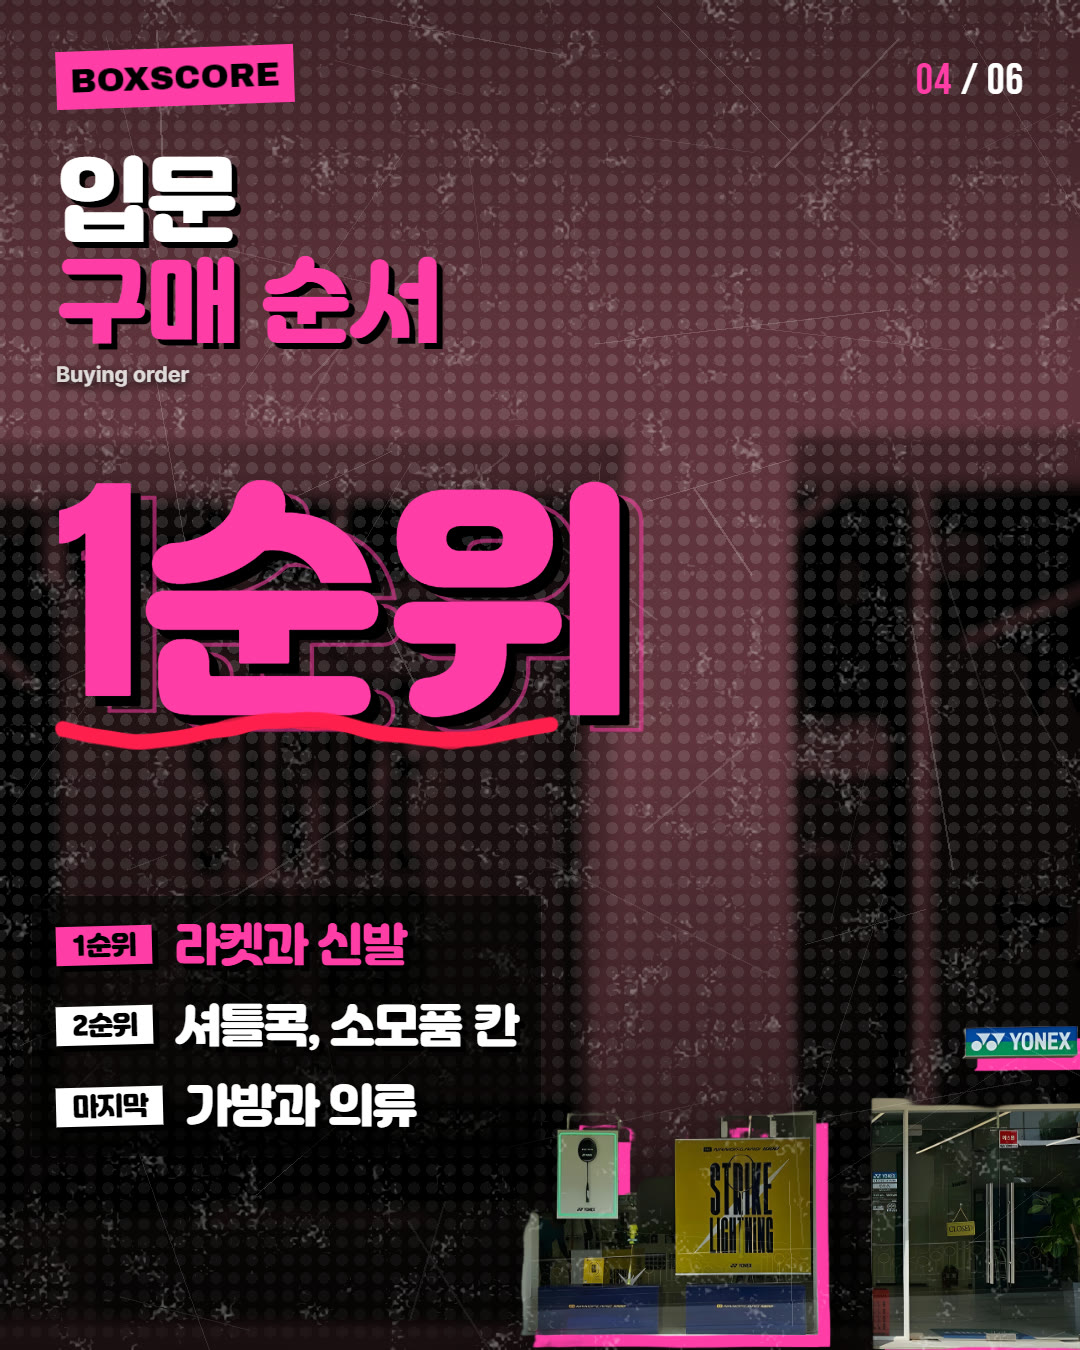 BOXSCORE
04 / 06
입문
구매 순서
Buying order
1순위
1순위 라켓과 신발
2순위 셔틀콕, 소모품 칸
마지막 가방과 의류
YONEX
STRIKE
LIGHTNING
YONEX
CLOSED